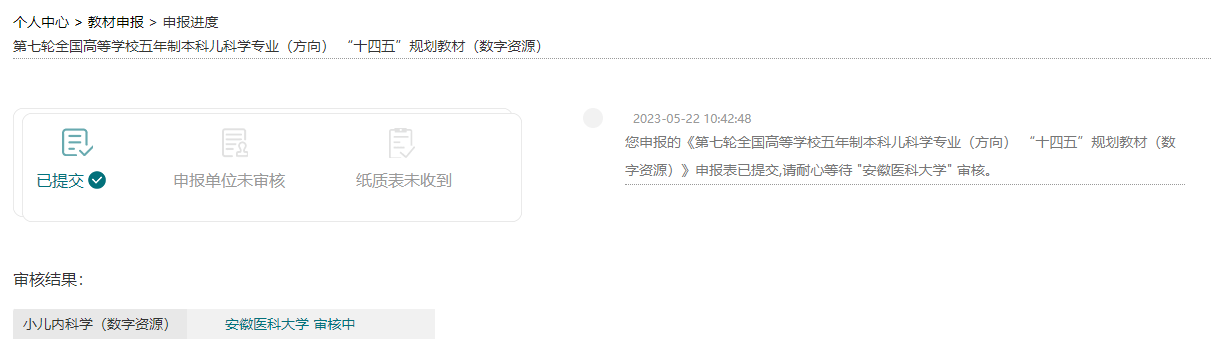 个人中心 > 教材申报 > 申报进度
第七轮全国高等学校五年制本科儿科学专业（方向） “十四五”规划教材（数字资源）
已提交
申报单位未审核
纸质表未收到
2023-05-22 10:42:48
您申报的《第七轮全国高等学校五年制本科儿科学专业（方向） “十四五”规划教材（数
字资源）》申报表已提交,请耐心等待 "安徽医科大学" 审核。
审核结果：
小儿内科学（数字资源） 安徽医科大学 审核中